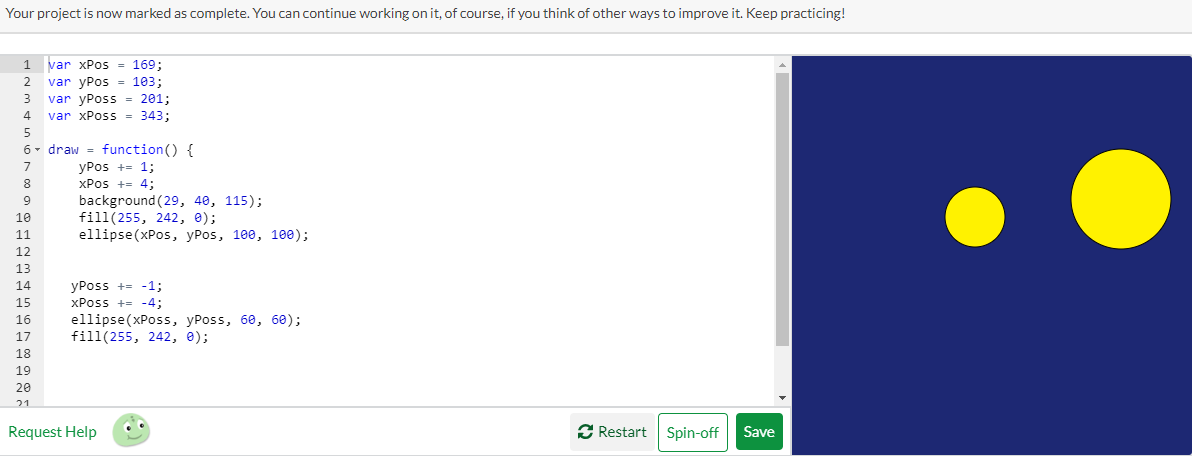 Your project is now marked as complete. You can continue working on it, of course, if you think of other ways to improve it. Keep practicing!
1 var xPos = 169;
2 var yPos = 103;
3 var yPoss = 201;
4 var xPoss = 343;
5
6 draw = function() {
7 yPos += 1;
8 xPos += 4;
9 background(29, 40, 115);
10 fill(255, 242, 0);
11 ellipse(xPos, yPos, 100, 100);
12
13
14 yPoss += -1;
15 xPoss += -4;
16 ellipse(xPoss, yPoss, 60, 60);
17 fill(255, 242, 0);
18
19
20
21
Request Help
Restart Spin-off Save